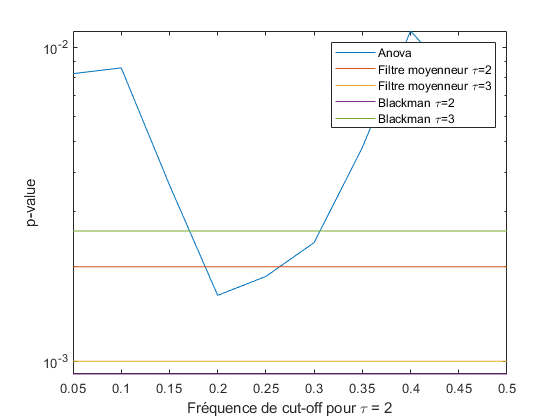 10^-2
Anova
Filtre moyenneur τ=2
Filtre moyenneur τ=3
Blackman τ=2
Blackman τ=3
p-value
10^-3
0.05 0.1 0.15 0.2 0.25 0.3 0.35 0.4 0.45 0.5
Fréquence de cut-off pour τ = 2